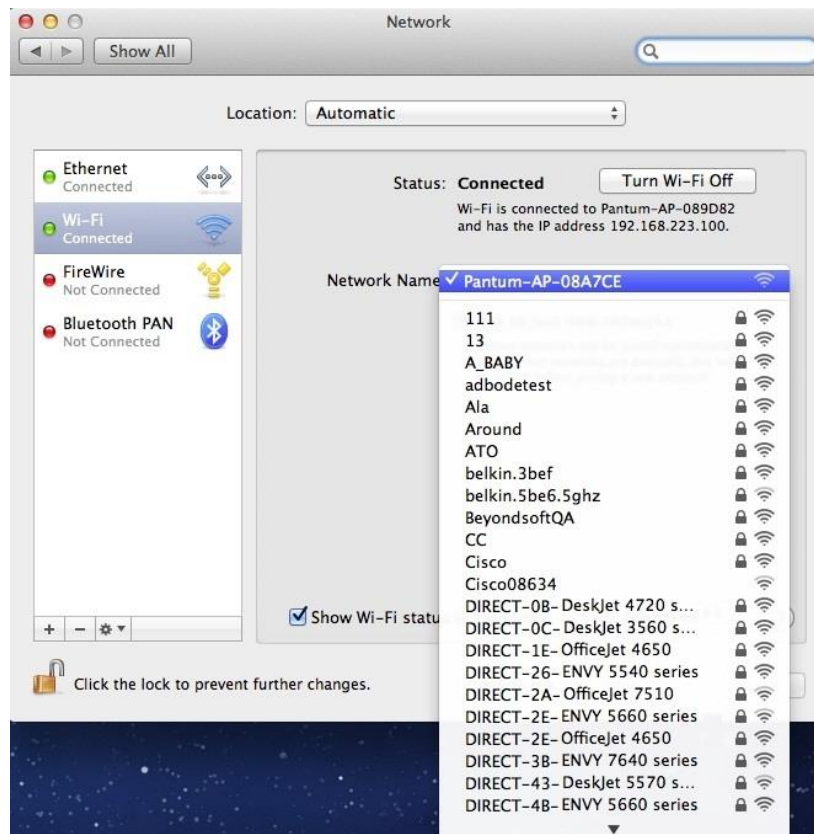 Network
Show All
Location: Automatic
Ethernet
Connected
Wi-Fi
Connected
FireWire
Not Connected
Bluetooth PAN
Not Connected
Status: Connected
Turn Wi-Fi Off
Wi-Fi is connected to Pantum-AP-089D82
and has the IP address 192.168.223.100.
Network Name
✓ Pantum-AP-08A7CE
111
13
A_BABY
adbodetest
Ala
Around
ATO
belkin.3bef
belkin.5be6.5ghz
BeyondsoftQA
CC
Cisco
Cisco08634
DIRECT-0B-DeskJet 4720 s...
DIRECT-0C-DeskJet 3560 s...
DIRECT-1E-OfficeJet 4650
DIRECT-26-ENVY 5540 series
DIRECT-2A-OfficeJet 7510
DIRECT-2E-ENVY 5660 series
DIRECT-2E-OfficeJet 4650
DIRECT-3B-ENVY 7640 series
DIRECT-43-DeskJet 5570 s...
DIRECT-4B-ENVY 5660 series
Show Wi-Fi statu
+ −
Click the lock to prevent further changes.